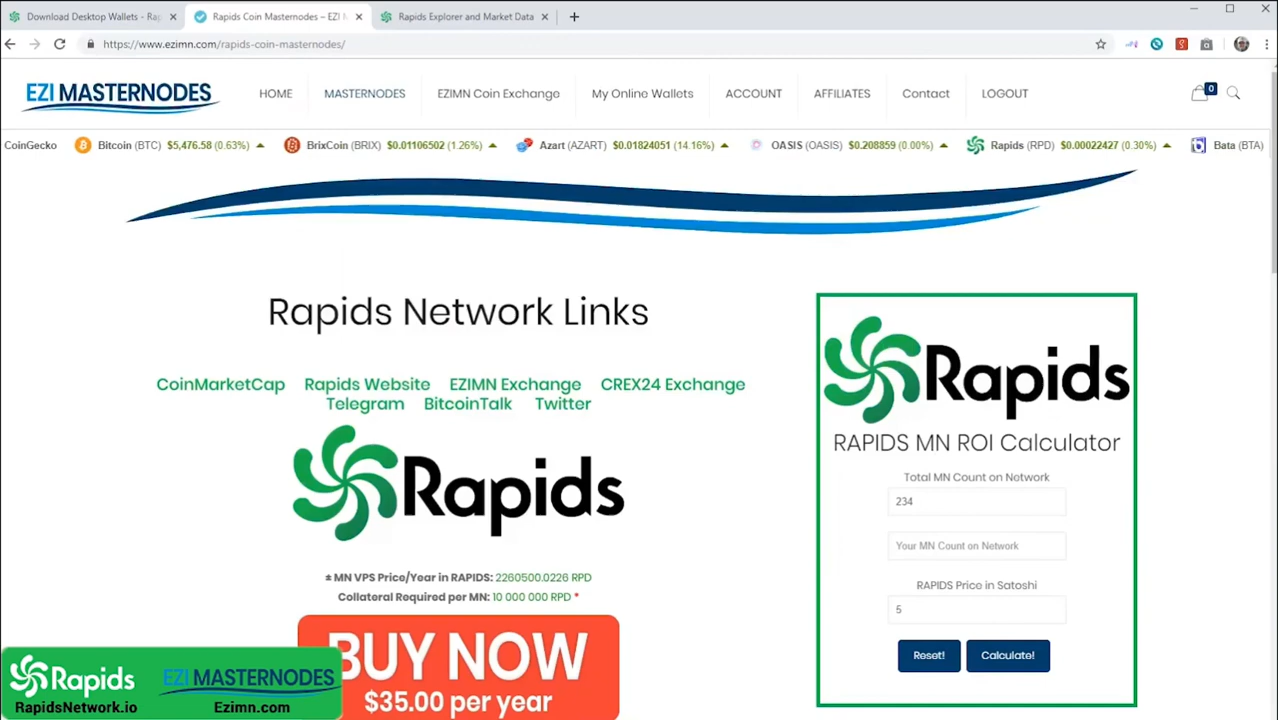 Download Desktop Wallets - Rap
Rapids Coin Masternodes – EZI M
Rapids Explorer and Market Data
https://www.ezimn.com/rapids-coin-masternodes/
EZI MASTERNODES
HOME
MASTERNODES
EZIMN Coin Exchange
My Online Wallets
ACCOUNT
AFFILIATES
Contact
LOGOUT
0
CoinGecko
Bitcoin (BTC) $5,476.58 (0.63%)
BrixCoin (BRIX) $0.01106502 (1.26%)
Azart (AZART) $0.01824051 (14.16%)
OASIS (OASIS) $0.208859 (0.00%)
Rapids (RPD) $0.00022427 (0.30%)
Bata (BTA)
Rapids Network Links
CoinMarketCap Rapids Website EZIMN Exchange CREX24 Exchange
Telegram BitcoinTalk Twitter
Rapids
± MN VPS Price/Year in RAPIDS: 2260500.0226 RPD
Collateral Required per MN: 10 000 000 RPD *
BUY NOW
$35.00 per year
Rapids
RAPIDS MN ROI Calculator
Total MN Count on Network
234
Your MN Count on Network
RAPIDS Price in Satoshi
5
Reset!
Calculate!
Rapids
RapidsNetwork.io
EZI MASTERNODES
Ezimn.com